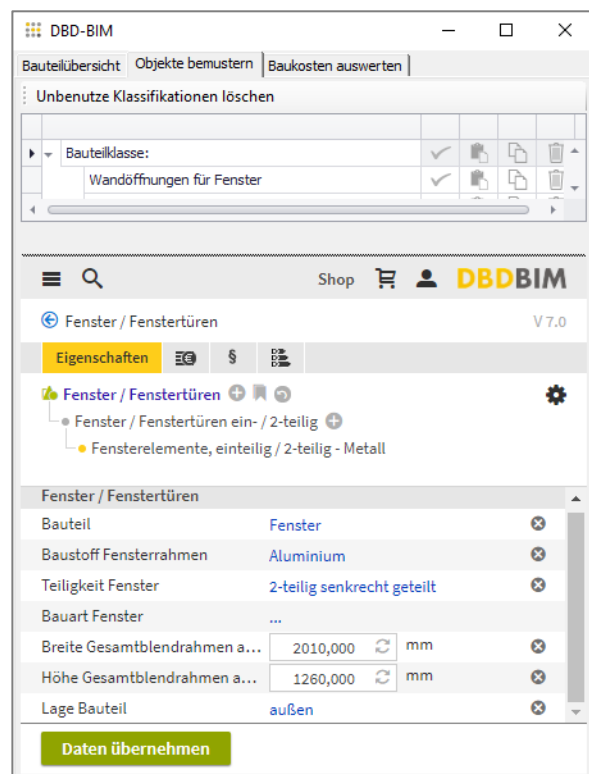 DBD-BIM
Bauteilübersicht Objekte bemustern Baukosten auswerten
Unbenutze Klassifikationen löschen
Bauteilklasse:
Wandöffnungen für Fenster
Shop DBDBIM
Fenster / Fenstertüren V 7.0
Eigenschaften §
Fenster / Fenstertüren
Fenster / Fenstertüren ein- / 2-teilig
Fensterelemente, einteilig / 2-teilig - Metall
Fenster / Fenstertüren
Bauteil Fenster
Baustoff Fensterrahmen Aluminium
Teiligkeit Fenster 2-teilig senkrecht geteilt
Bauart Fenster ...
Breite Gesamtblendrahmen a... 2010,000 mm
Höhe Gesamtblendrahmen a... 1260,000 mm
Lage Bauteil außen
Daten übernehmen